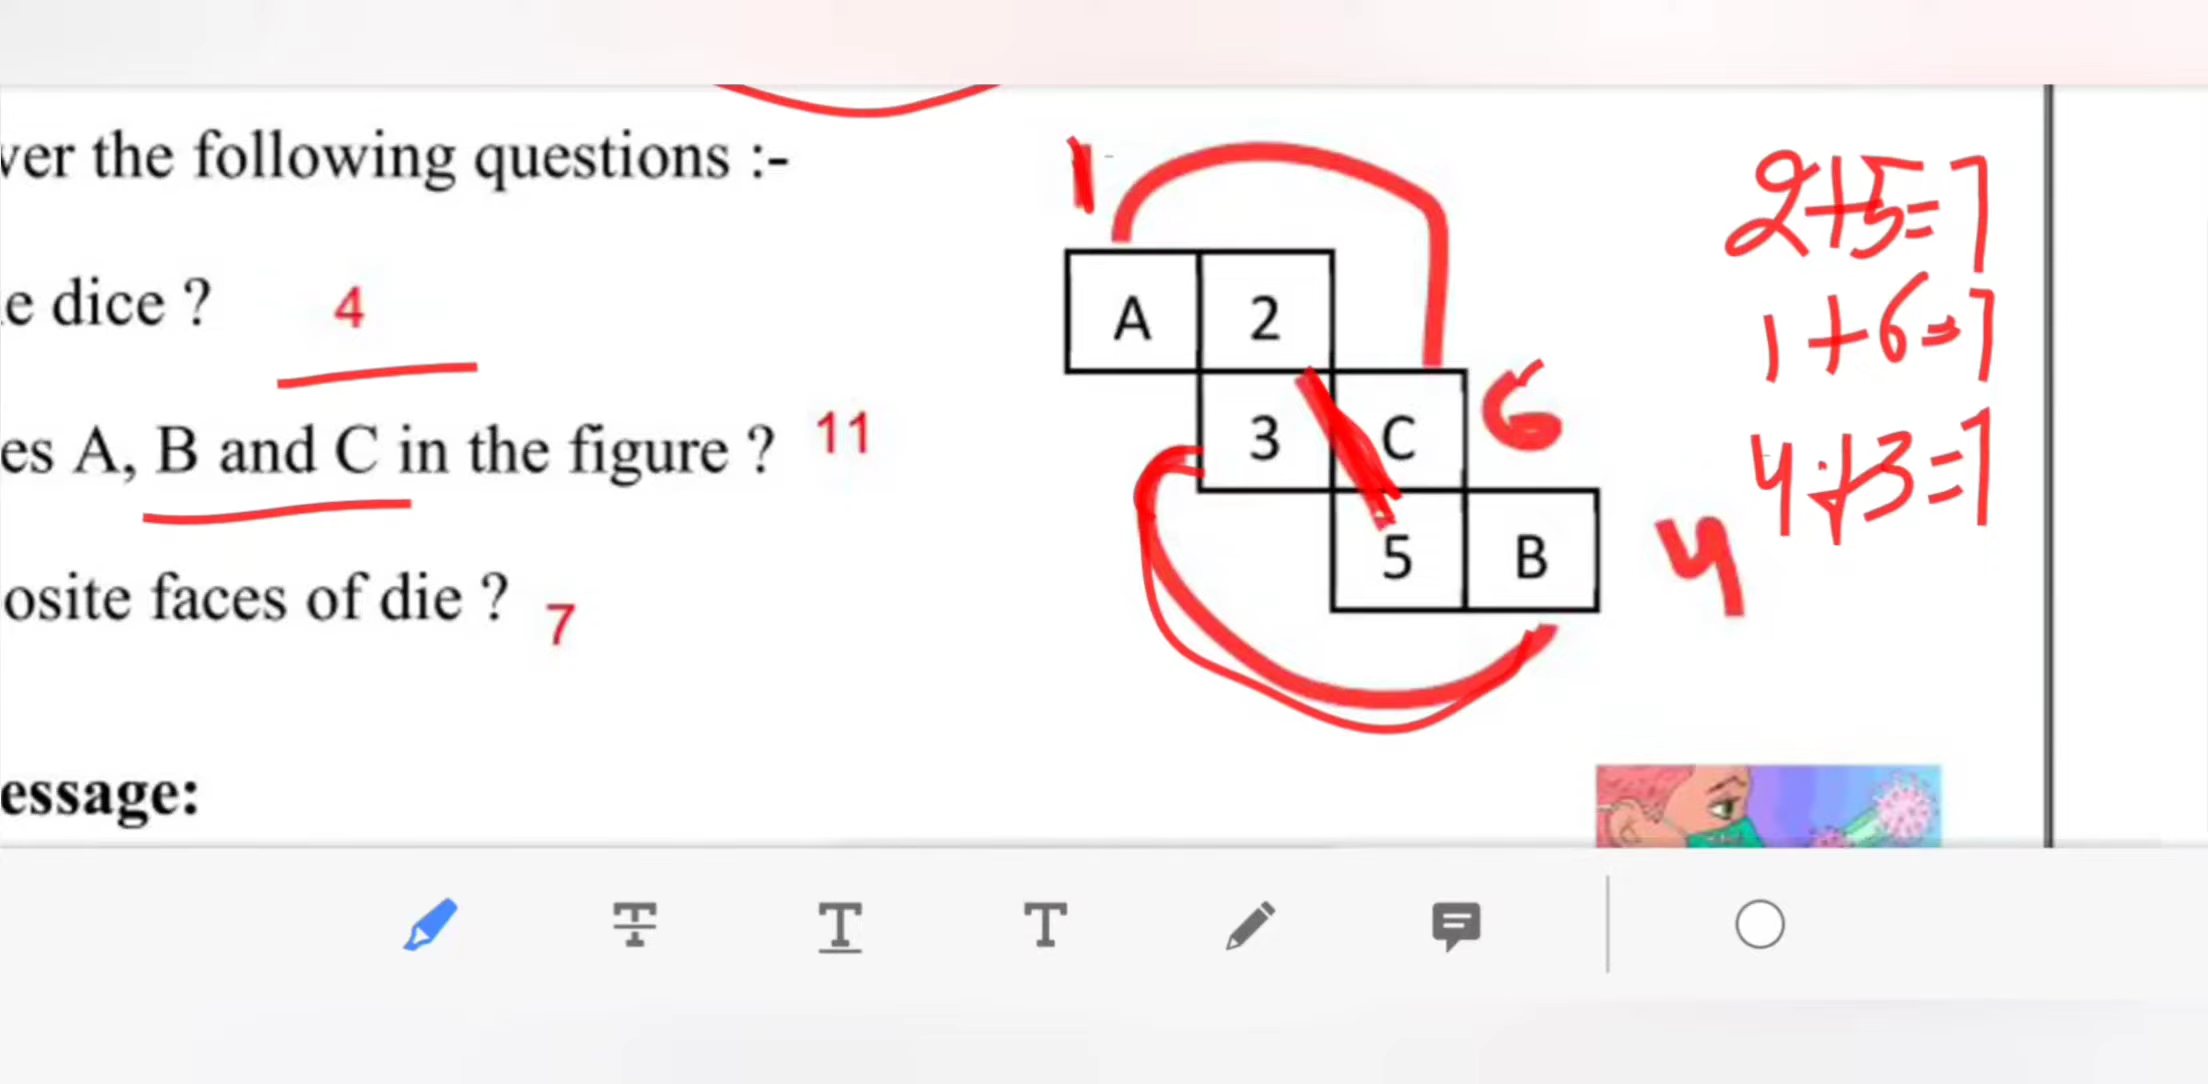 ver the following questions :-
1
2+5=7
A 2
e dice ? 4
1+6=7
3 C 6
es A, B and C in the figure ? 11
4+3=7
5 B 4
osite faces of die ? 7
essage:
T T T